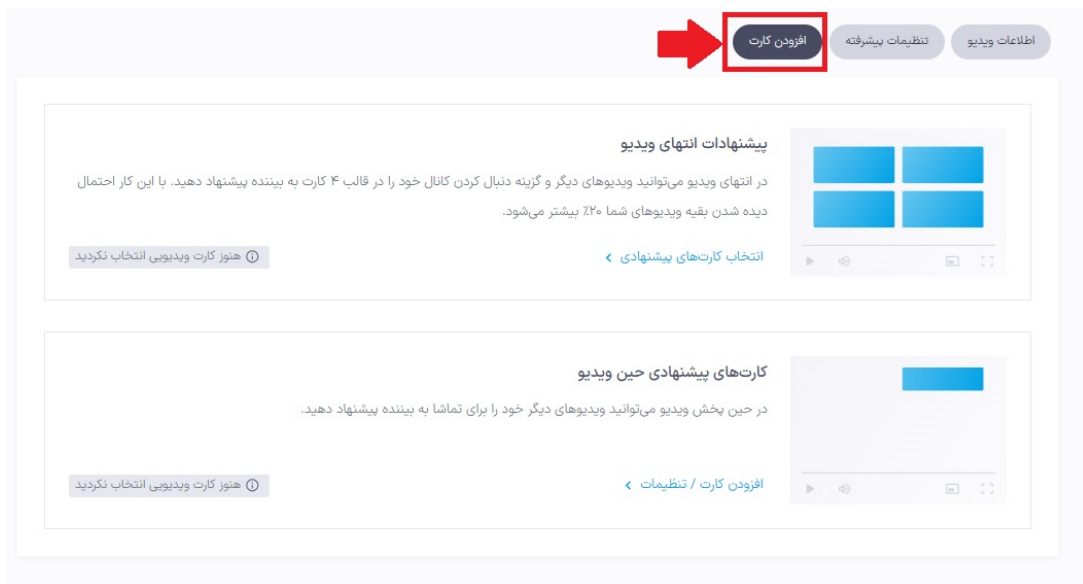 اطلاعات ویدیو
تنظیمات پیشرفته
افزودن کارت
پیشنهادات انتهای ویدیو
در انتهای ویدیو می‌توانید ویدیوهای دیگر و گزینه دنبال کردن کانال خود را در قالب ۴ کارت به بیننده پیشنهاد دهید. با این کار احتمال
دیده شدن بقیه ویدیوهای شما ۲۰٪ بیشتر می‌شود.
انتخاب کارت‌های پیشنهادی
هنوز کارت ویدیویی انتخاب نکردید
کارت‌های پیشنهادی حین ویدیو
در حین پخش ویدیو می‌توانید ویدیوهای دیگر خود را برای تماشا به بیننده پیشنهاد دهید.
افزودن کارت / تنظیمات
هنوز کارت ویدیویی انتخاب نکردید